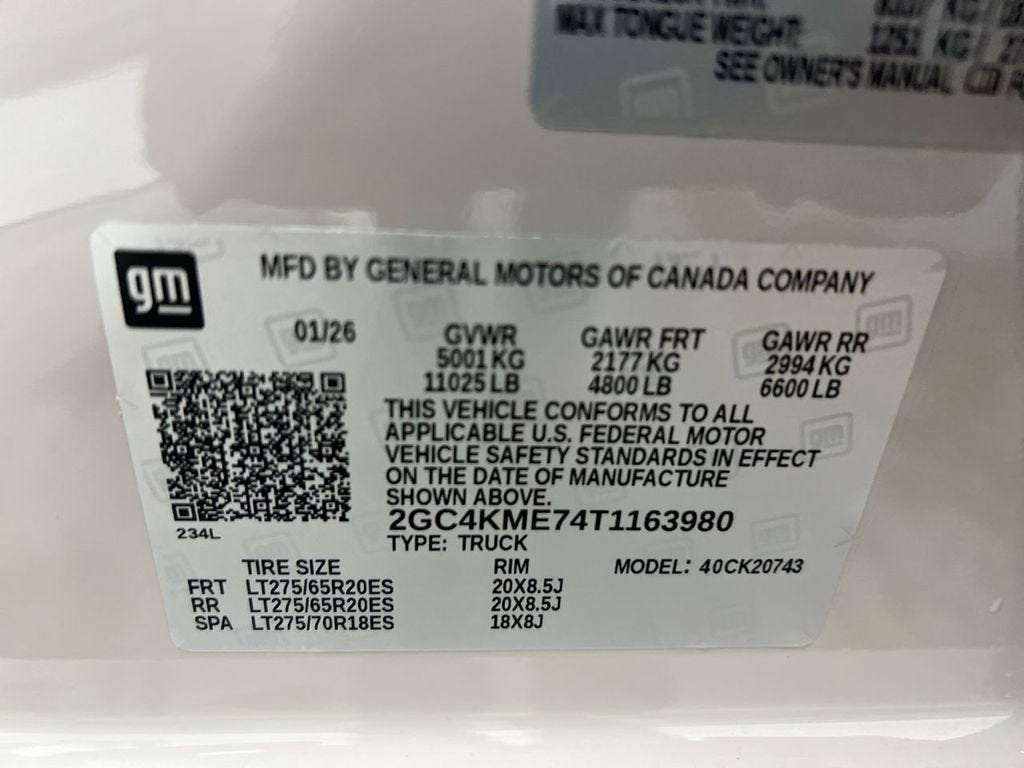 MAX TONGUE WEIGHT:
1251 KG /
SEE OWNER'S MANUAL
gm
MFD BY GENERAL MOTORS OF CANADA COMPANY
01/26 GVWR GAWR FRT GAWR RR
5001 KG 2177 KG 2994 KG
11025 LB 4800 LB 6600 LB
THIS VEHICLE CONFORMS TO ALL
APPLICABLE U.S. FEDERAL MOTOR
VEHICLE SAFETY STANDARDS IN EFFECT
ON THE DATE OF MANUFACTURE
SHOWN ABOVE.
234L
2GC4KME74T1163980
TYPE: TRUCK
TIRE SIZE RIM MODEL: 40CK20743
FRT LT275/65R20ES 20X8.5J
RR LT275/65R20ES 20X8.5J
SPA LT275/70R18ES 18X8J